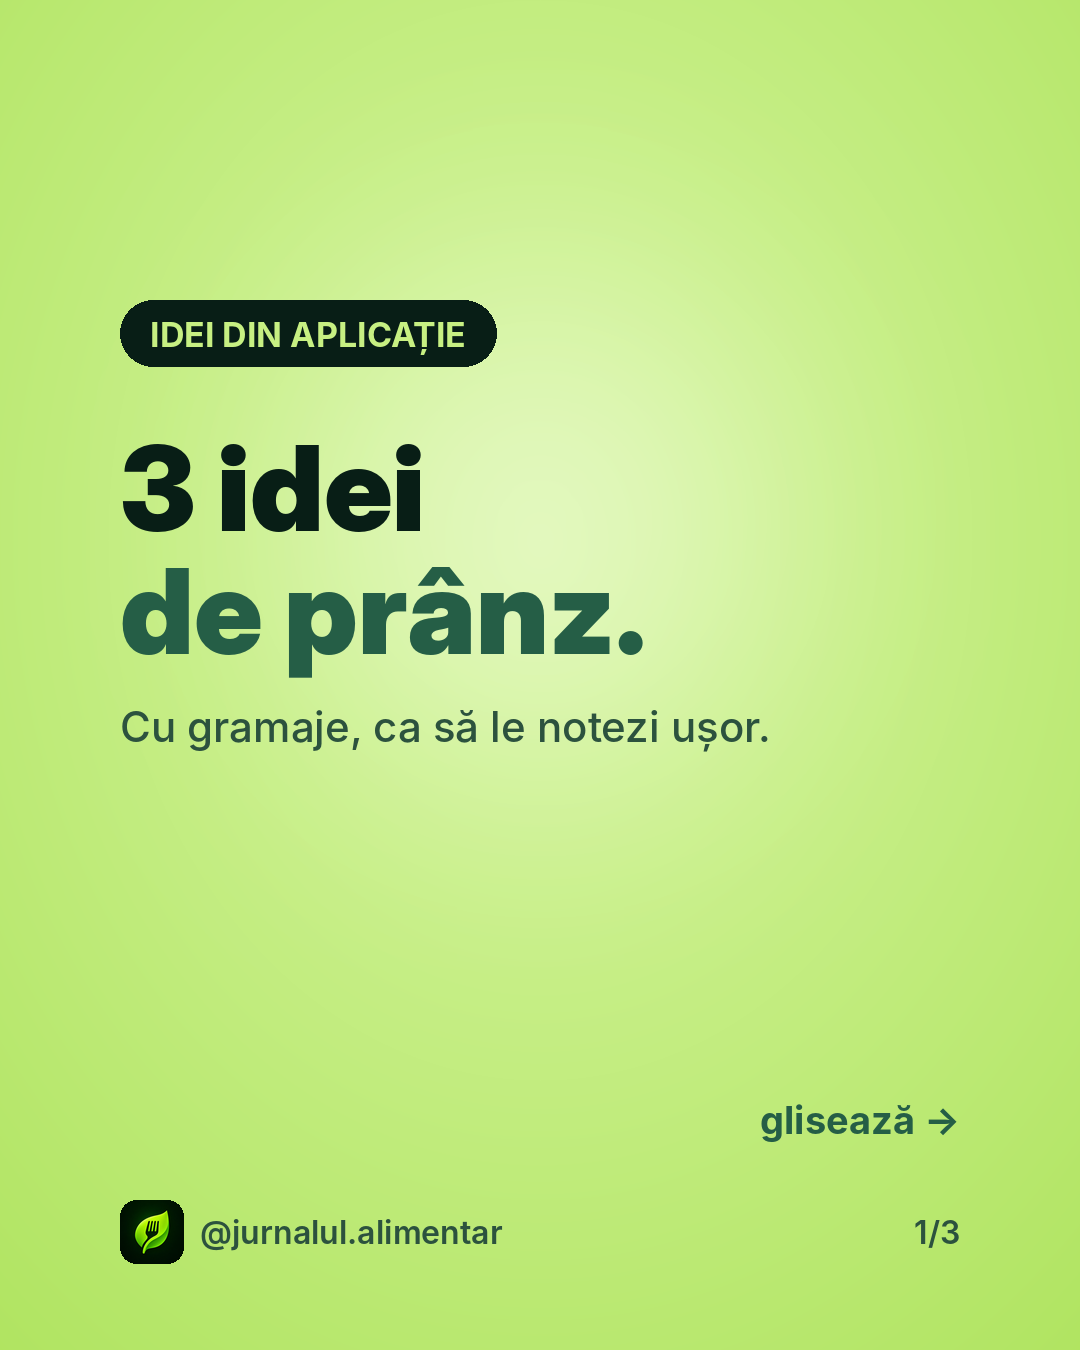 IDEI DIN APLICAȚIE
3 idei
de prânz.
Cu gramaje, ca să le notezi ușor.
glisează →
@jurnalul.alimentar
1/3